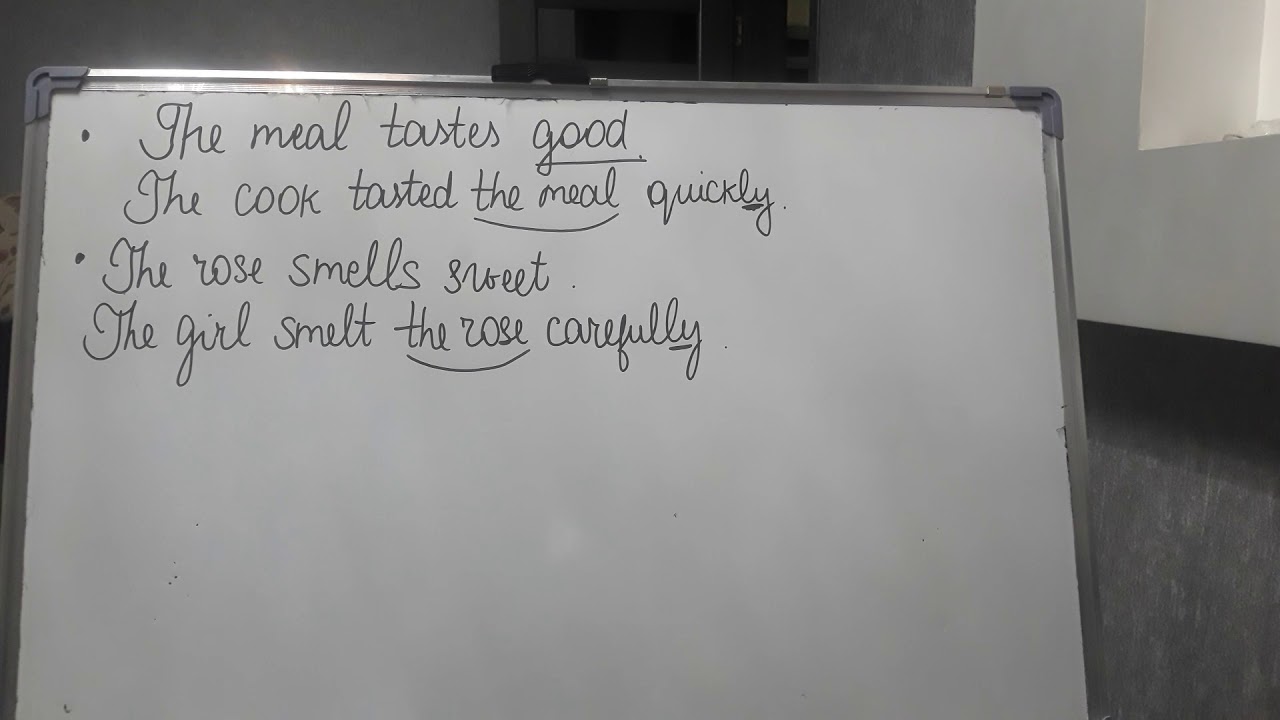 • The meal tastes good.
The cook tasted the meal quickly.
• The rose smells sweet.
The girl smelt the rose carefully.